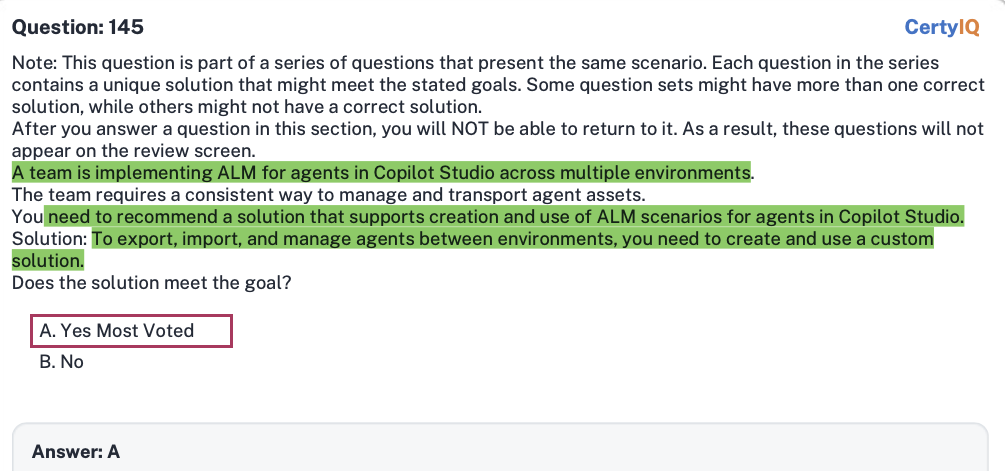 Question: 145
CertyIQ
Note: This question is part of a series of questions that present the same scenario. Each question in the series
contains a unique solution that might meet the stated goals. Some question sets might have more than one correct
solution, while others might not have a correct solution.
After you answer a question in this section, you will NOT be able to return to it. As a result, these questions will not
appear on the review screen.
A team is implementing ALM for agents in Copilot Studio across multiple environments.
The team requires a consistent way to manage and transport agent assets.
You need to recommend a solution that supports creation and use of ALM scenarios for agents in Copilot Studio.
Solution: To export, import, and manage agents between environments, you need to create and use a custom
solution.
Does the solution meet the goal?
A. Yes Most Voted
B. No
Answer: A